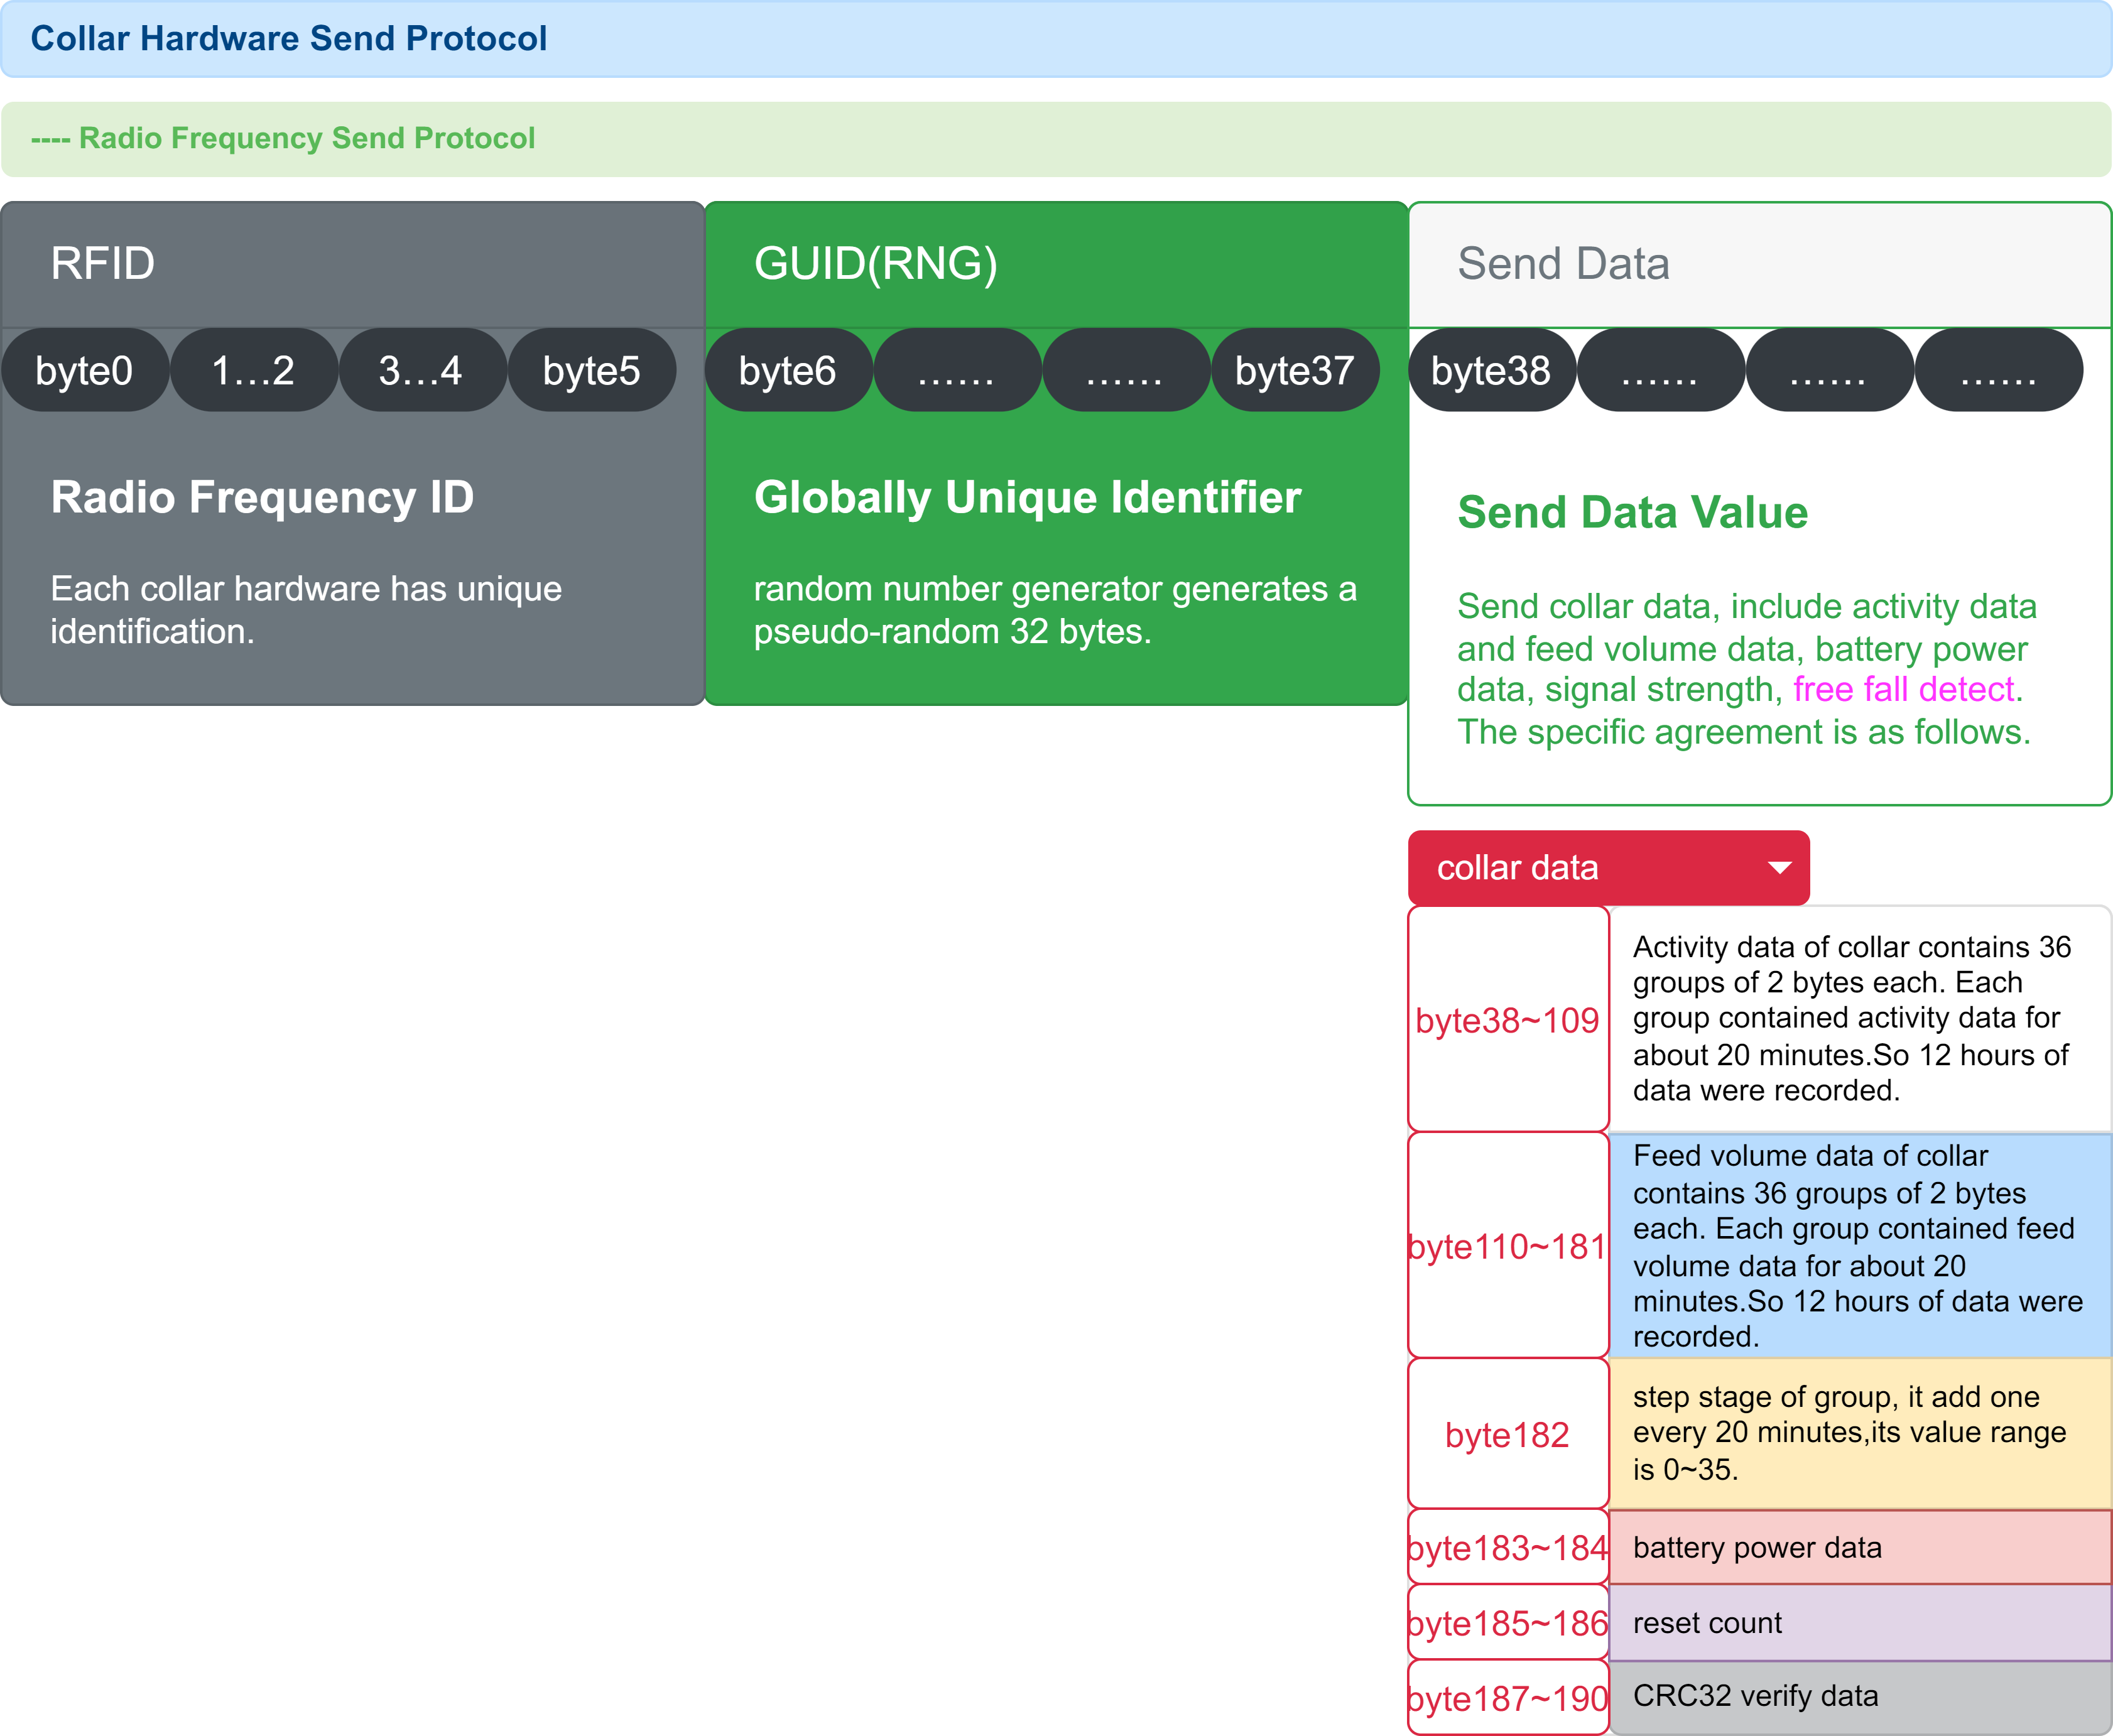 Collar Hardware Send Protocol
---- Radio Frequency Send Protocol
RFID
byte0 1...2 3...4 byte5
Radio Frequency ID
Each collar hardware has unique
identification.
GUID(RNG)
byte6 ...... ...... byte37
Globally Unique Identifier
random number generator generates a
pseudo-random 32 bytes.
Send Data
byte38 ...... ...... ......
Send Data Value
Send collar data, include activity data
and feed volume data, battery power
data, signal strength, free fall detect.
The specific agreement is as follows.
collar data
byte38~109
Activity data of collar contains 36
groups of 2 bytes each. Each
group contained activity data for
about 20 minutes.So 12 hours of
data were recorded.
byte110~181
Feed volume data of collar
contains 36 groups of 2 bytes
each. Each group contained feed
volume data for about 20
minutes.So 12 hours of data were
recorded.
byte182
step stage of group, it add one
every 20 minutes,its value range
is 0~35.
byte183~184
battery power data
byte185~186
reset count
byte187~190
CRC32 verify data